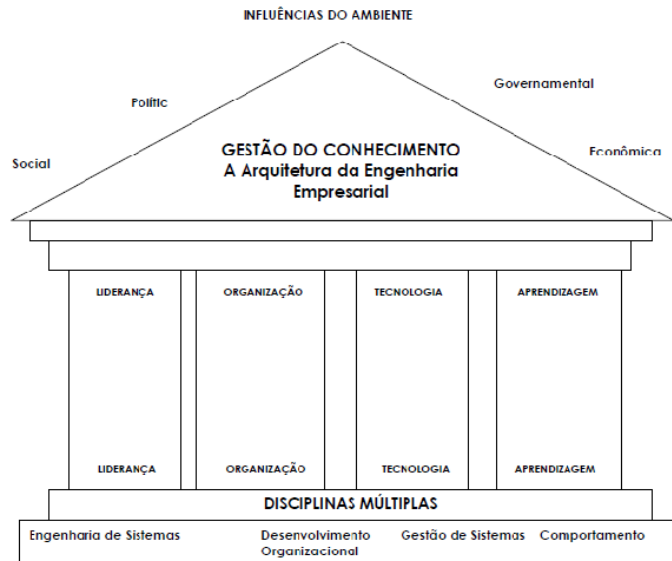 INFLUÊNCIAS DO AMBIENTE
Governamental
Polític
GESTÃO DO CONHECIMENTO
Econômica
Social
A Arquitetura da Engenharia
Empresarial
LIDERANÇA ORGANIZAÇÃO TECNOLOGIA APRENDIZAGEM
LIDERANÇA ORGANIZAÇÃO TECNOLOGIA APRENDIZAGEM
DISCIPLINAS MÚLTIPLAS
Engenharia de Sistemas Desenvolvimento Gestão de Sistemas Comportamento
Organizacional